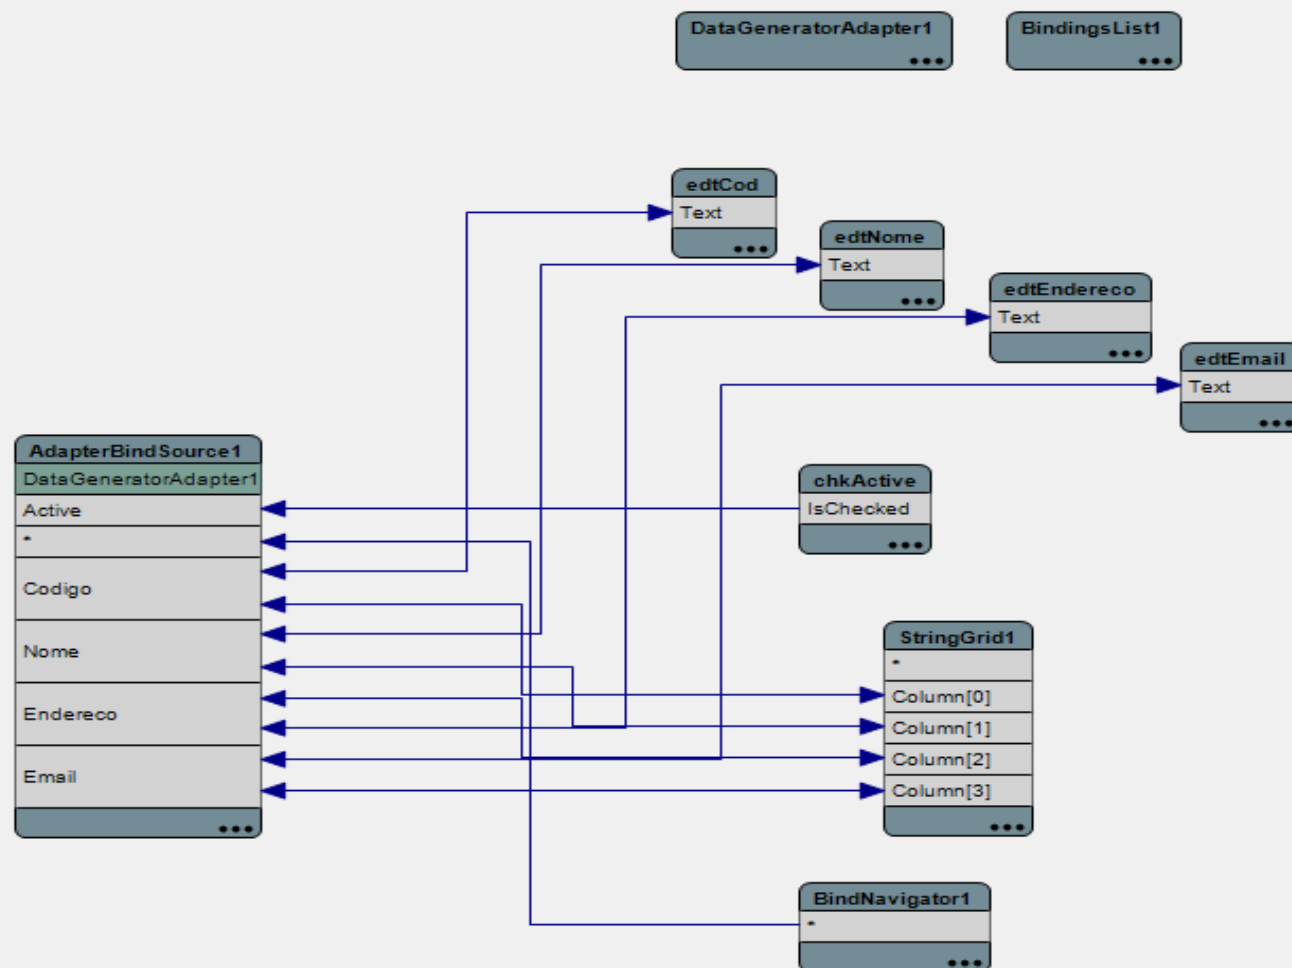 DataGeneratorAdapter1
BindingsList1
edtCod
Text
edtNome
Text
edtEndereco
Text
edtEmail
Text
AdapterBindSource1
DataGeneratorAdapter1
Active
*
Codigo
Nome
Endereco
Email
chkActive
IsChecked
StringGrid1
*
Column[0]
Column[1]
Column[2]
Column[3]
BindNavigator1
*